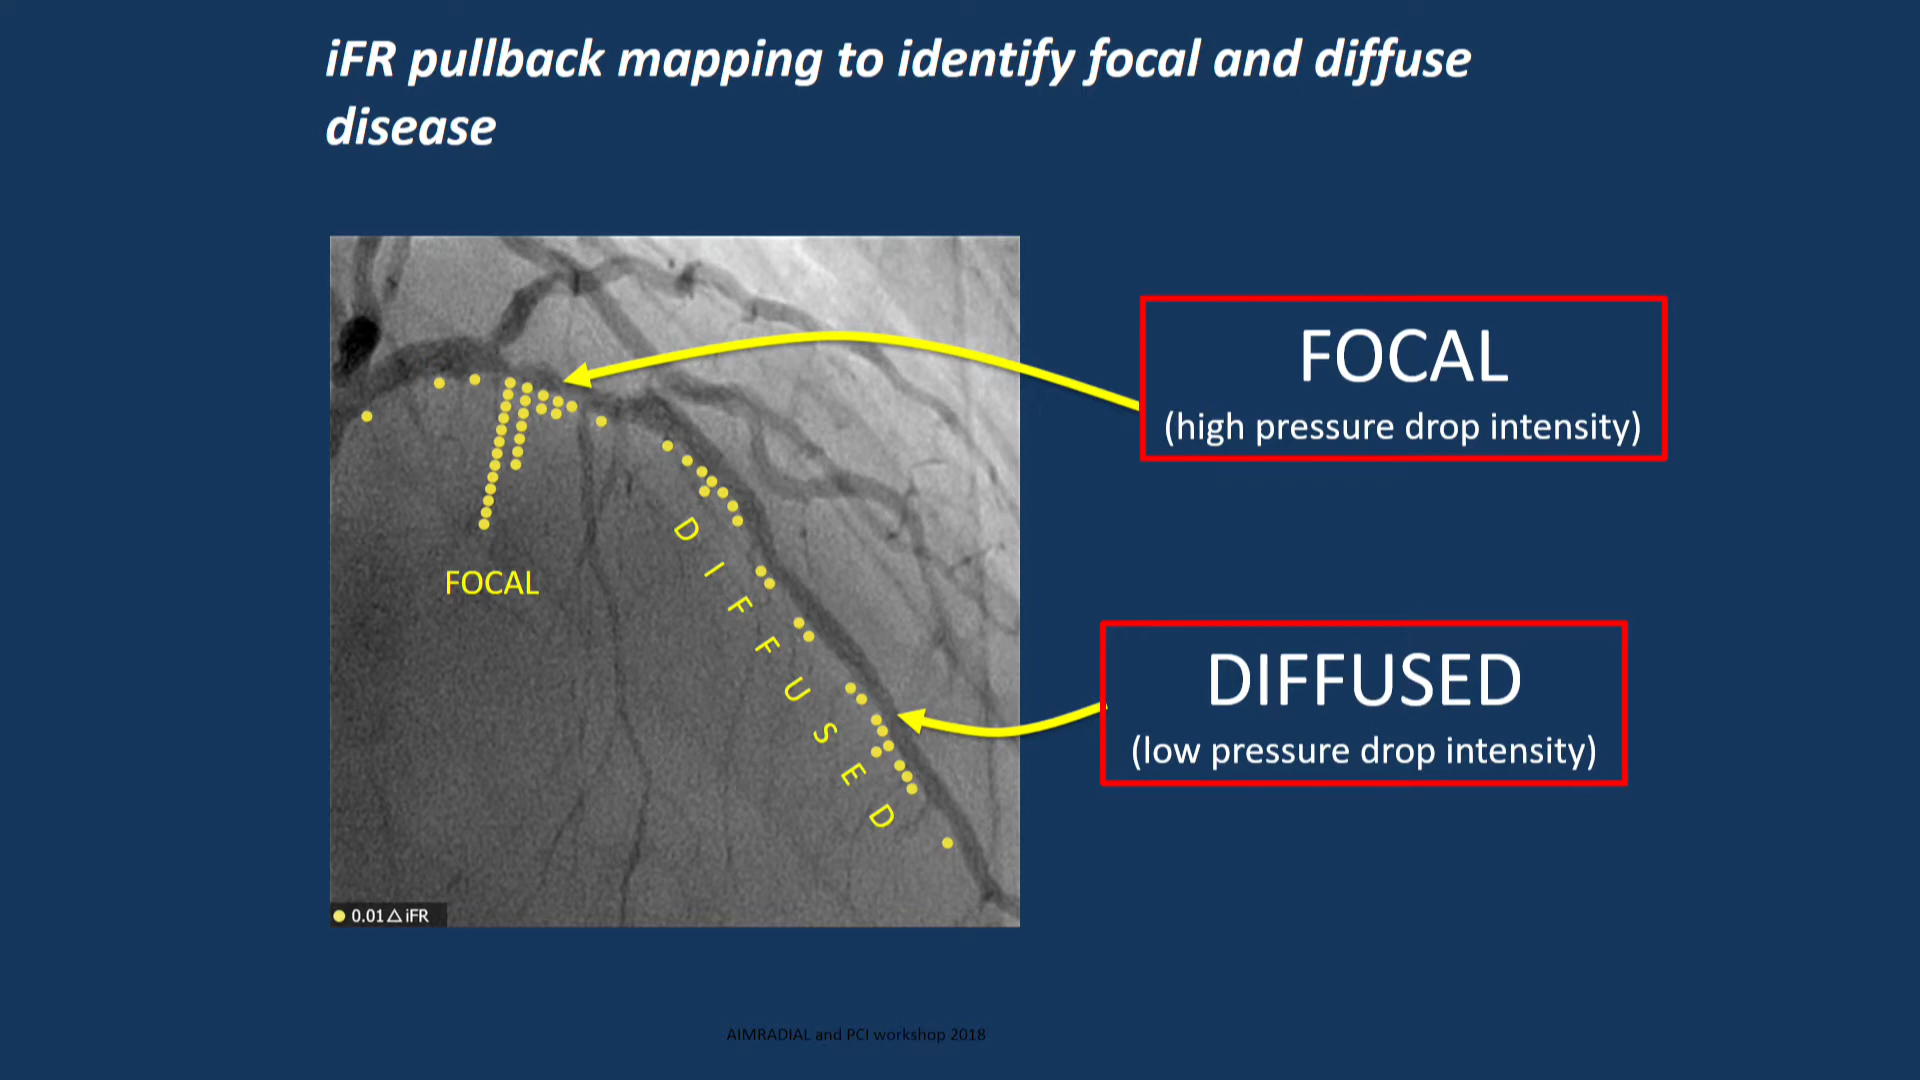 iFR pullback mapping to identify focal and diffuse
disease
FOCAL
(high pressure drop intensity)
FOCAL
DIFFUSED
DIFFUSED
(low pressure drop intensity)
0.01△iFR
AIMRADIAL and PCI workshop 2018